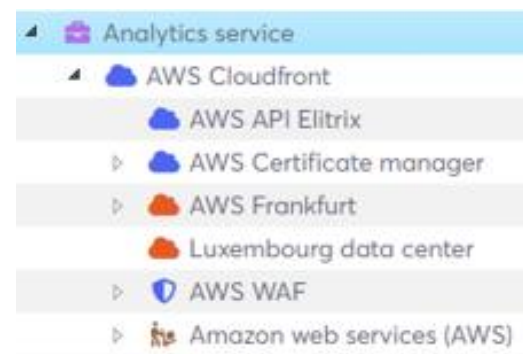 Analytics service
AWS Cloudfront
AWS API Elitrix
AWS Certificate manager
AWS Frankfurt
Luxembourg data center
AWS WAF
Amazon web services (AWS)